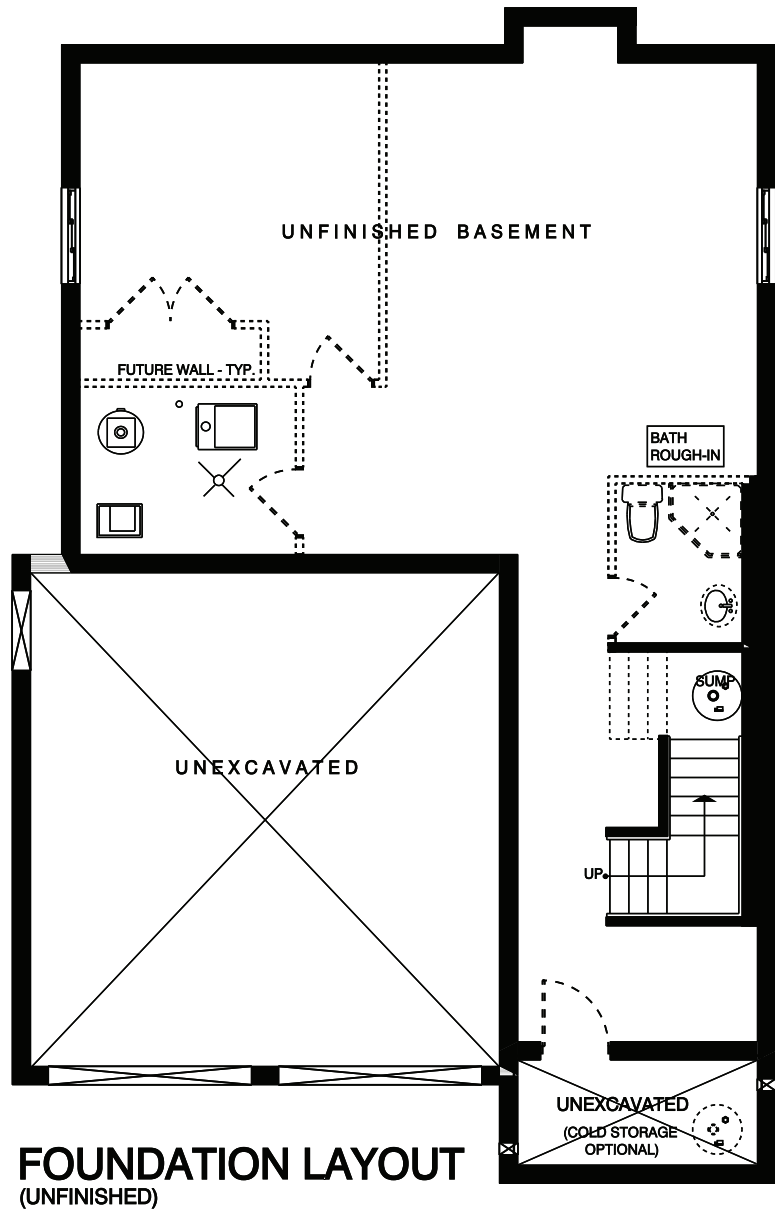 UNFINISHED BASEMENT
FUTURE WALL - TYP.
BATH
ROUGH-IN
SUMP
UNEXCAVATED
UP
UNEXCAVATED
(COLD STORAGE
OPTIONAL)
FOUNDATION LAYOUT
(UNFINISHED)